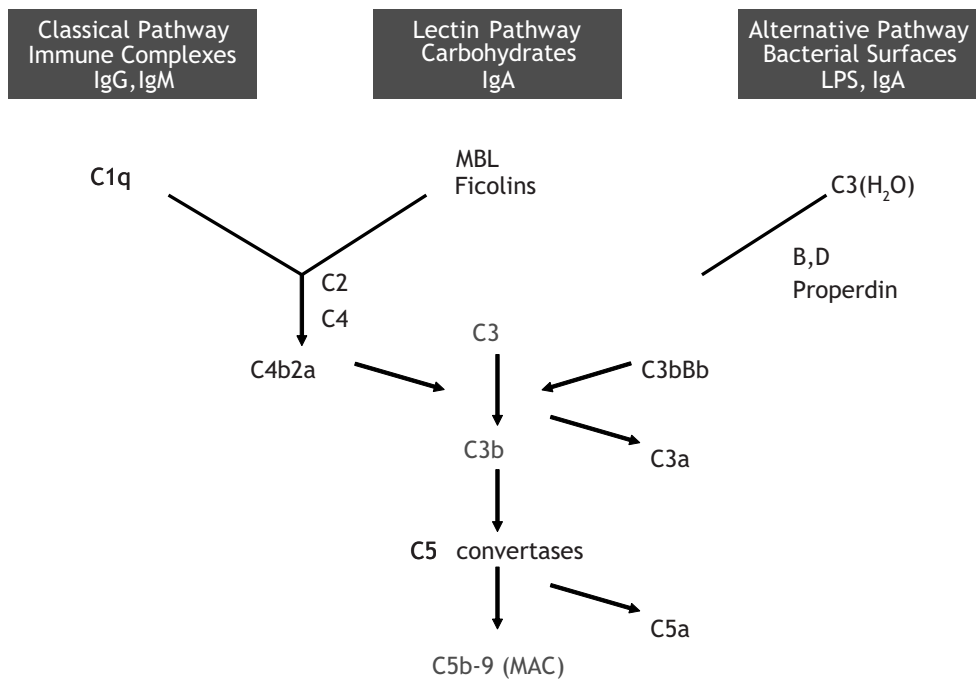 Classical Pathway
Immune Complexes
IgG,IgM
Lectin Pathway
Carbohydrates
IgA
Alternative Pathway
Bacterial Surfaces
LPS, IgA
C1q
MBL
Ficolins
C3(H₂O)
B,D
Properdin
C2
C4
C3
C4b2a
C3bBb
C3b
C3a
C5 convertases
C5a
C5b-9 (MAC)